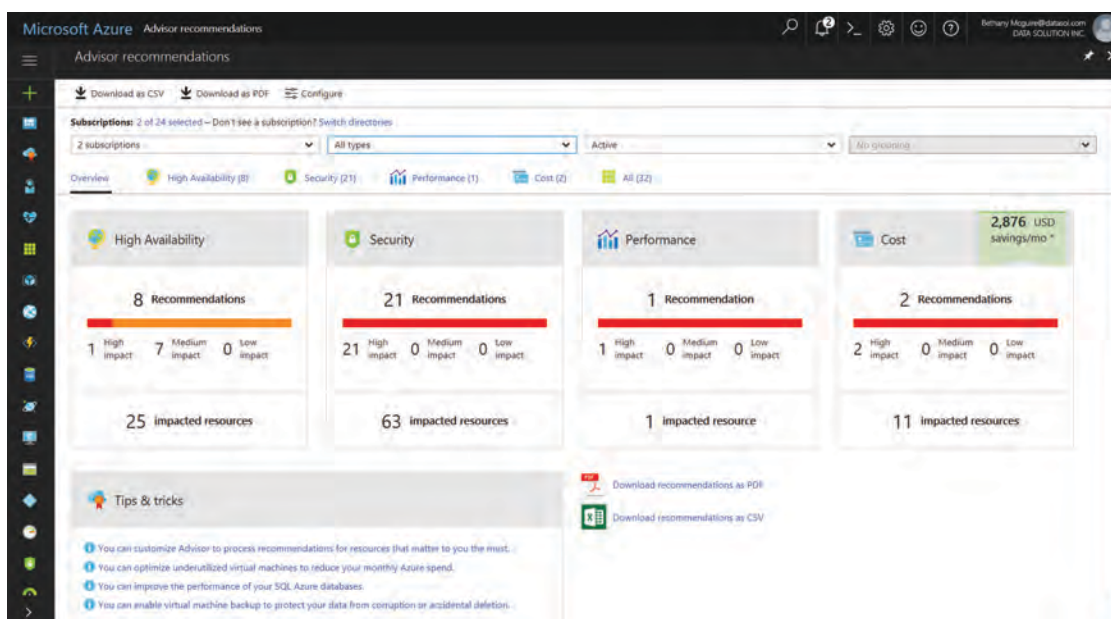 Microsoft Azure Advisor recommendations
2
Bethany Mcguire@datasol.com
DATA SOLUTION INC.
Advisor recommendations
Download as CSV Download as PDF Configure
Subscriptions: 2 of 24 selected – Don't see a subscription? Switch directories
2 subscriptions All types Active No grouping
Overview High Availability (8) Security (21) Performance (1) Cost (2) All (32)
High Availability Security Performance Cost
2,876 USD
savings/mo *
8 Recommendations 21 Recommendations 1 Recommendation 2 Recommendations
1 High impact 7 Medium impact 0 Low impact 21 High impact 0 Medium impact 0 Low impact 1 High impact 0 Medium impact 0 Low impact 2 High impact 0 Medium impact 0 Low impact
25 impacted resources 63 impacted resources 1 impacted resource 11 impacted resources
Tips & tricks
PDF
Download recommendations as PDF
Download recommendations as CSV
You can customize Advisor to process recommendations for resources that matter to you the most.
You can optimize underutilized virtual machines to reduce your monthly Azure spend.
You can improve the performance of your SQL Azure databases.
You can enable virtual machine backup to protect your data from corruption or accidental deletion.